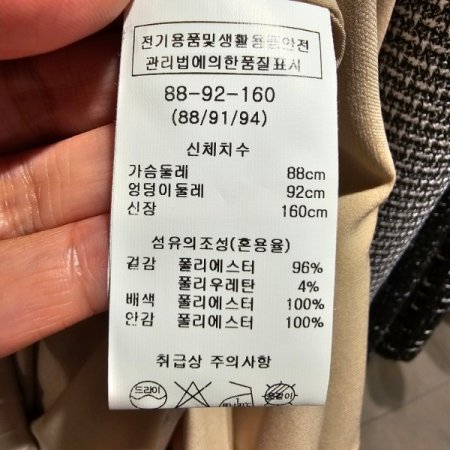 전기용품및생활용품안전
관리법에의한품질표시
88-92-160
(88/91/94)
신체치수
가슴둘레 88cm
엉덩이둘레 92cm
신장 160cm
섬유의조성(혼용율)
겉감 폴리에스터 96%
폴리우레탄 4%
배색 폴리에스터 100%
안감 폴리에스터 100%
취급상 주의사항
드라이